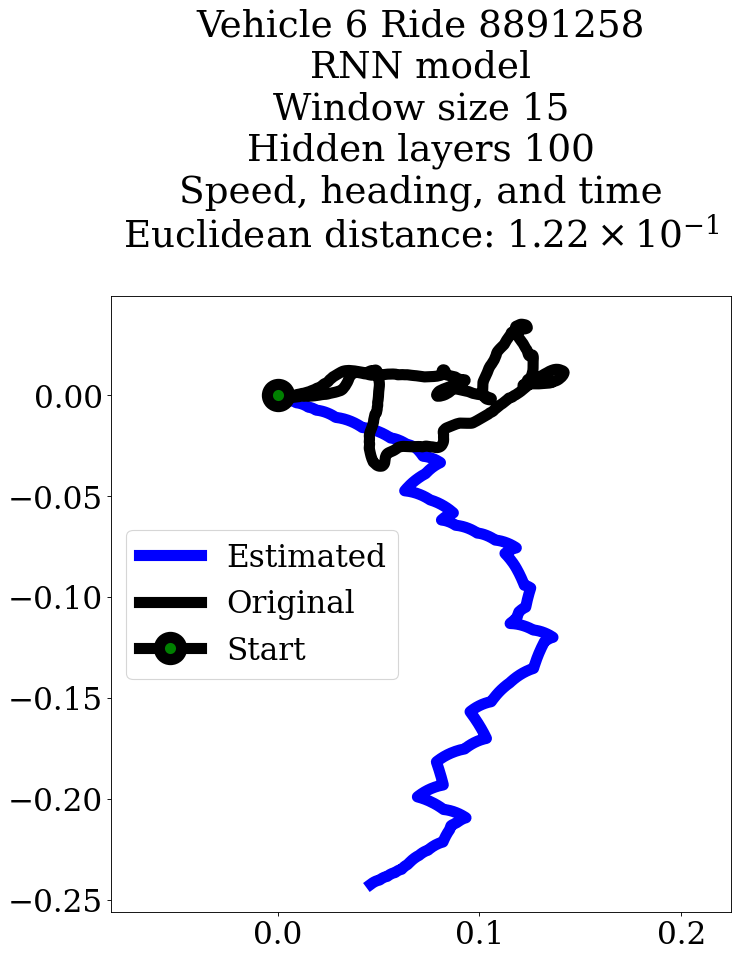 Vehicle 6 Ride 8891258
RNN model
Window size 15
Hidden layers 100
Speed, heading, and time
Euclidean distance: 1.22 × 10⁻¹
0.00
−0.05
−0.10
−0.15
−0.20
−0.25
Estimated
Original
Start
0.0
0.1
0.2